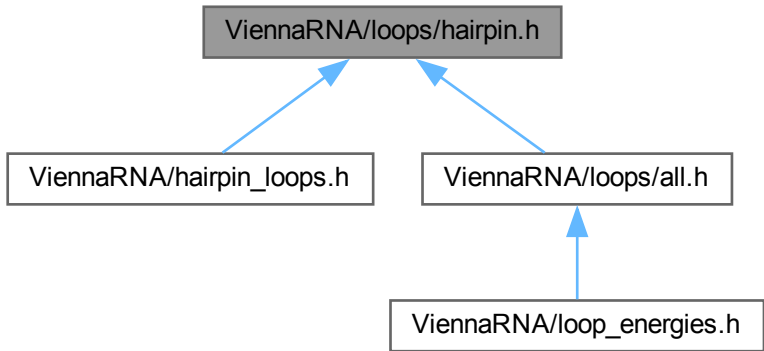 ViennaRNA/loops/hairpin.h
ViennaRNA/hairpin_loops.h
ViennaRNA/loops/all.h
ViennaRNA/loop_energies.h